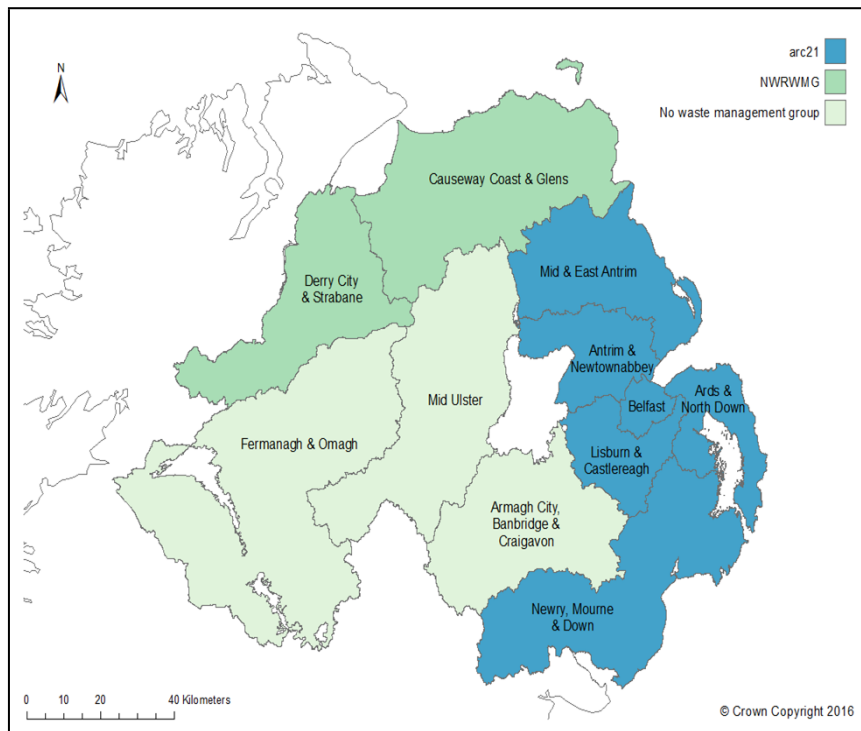 N
arc21
NWRWMG
No waste management group
Causeway Coast & Glens
Mid & East Antrim
Derry City
& Strabane
Antrim &
Newtownabbey
Ards &
North Down
Belfast
Mid Ulster
Fermanagh & Omagh
Lisburn &
Castlereagh
Armagh City,
Banbridge &
Craigavon
Newry, Mourne
& Down
0 10 20 40 Kilometers
© Crown Copyright 2016